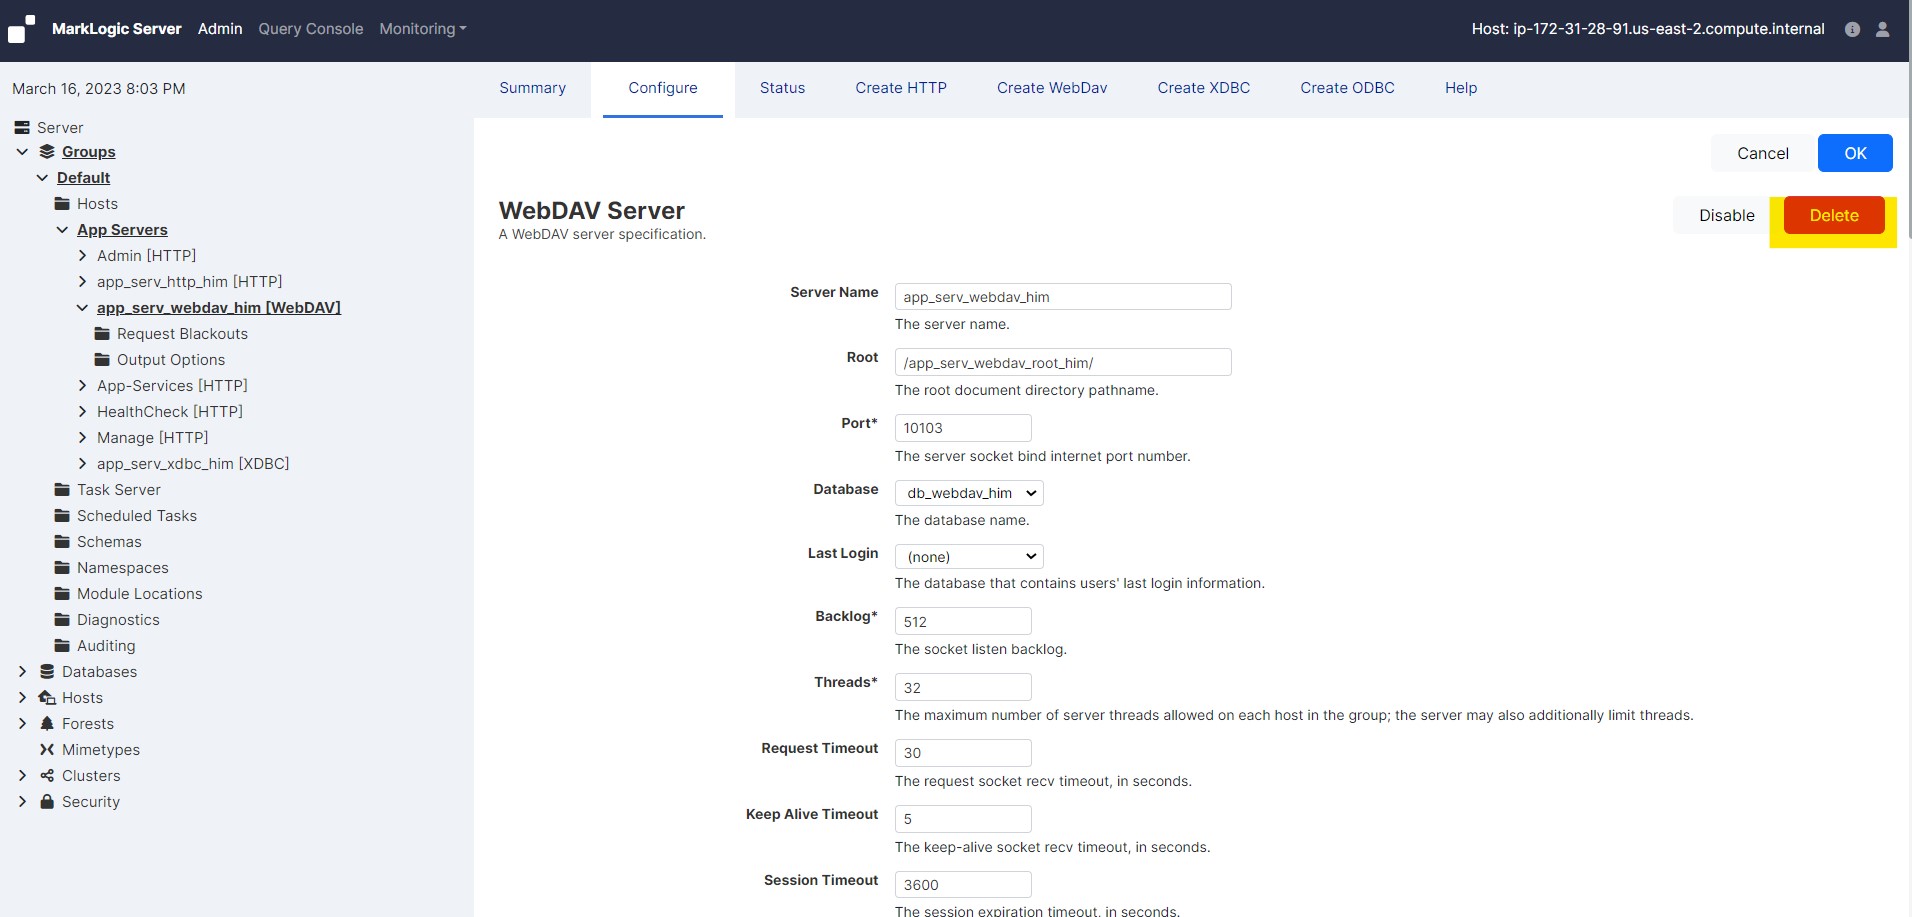 MarkLogic Server Admin Query Console Monitoring Host: ip-172-31-28-91.us-east-2.compute.internal
March 16, 2023 8:03 PM
Server
Groups
Default
Hosts
App Servers
Admin [HTTP]
app_serv_http_him [HTTP]
app_serv_webdav_him [WebDAV]
Request Blackouts
Output Options
App-Services [HTTP]
HealthCheck [HTTP]
Manage [HTTP]
app_serv_xdbc_him [XDBC]
Task Server
Scheduled Tasks
Schemas
Namespaces
Module Locations
Diagnostics
Auditing
Databases
Hosts
Forests
Mimetypes
Clusters
Security
Summary Configure Status Create HTTP Create WebDav Create XDBC Create ODBC Help
Cancel OK
WebDAV Server
A WebDAV server specification.
Disable Delete
Server Name app_serv_webdav_him
The server name.
Root /app_serv_webdav_root_him/
The root document directory pathname.
Port* 10103
The server socket bind internet port number.
Database db_webdav_him
The database name.
Last Login (none)
The database that contains users' last login information.
Backlog* 512
The socket listen backlog.
Threads* 32
The maximum number of server threads allowed on each host in the group; the server may also additionally limit threads.
Request Timeout 30
The request socket recv timeout, in seconds.
Keep Alive Timeout 5
The keep-alive socket recv timeout, in seconds.
Session Timeout 3600
The session expiration timeout, in seconds.